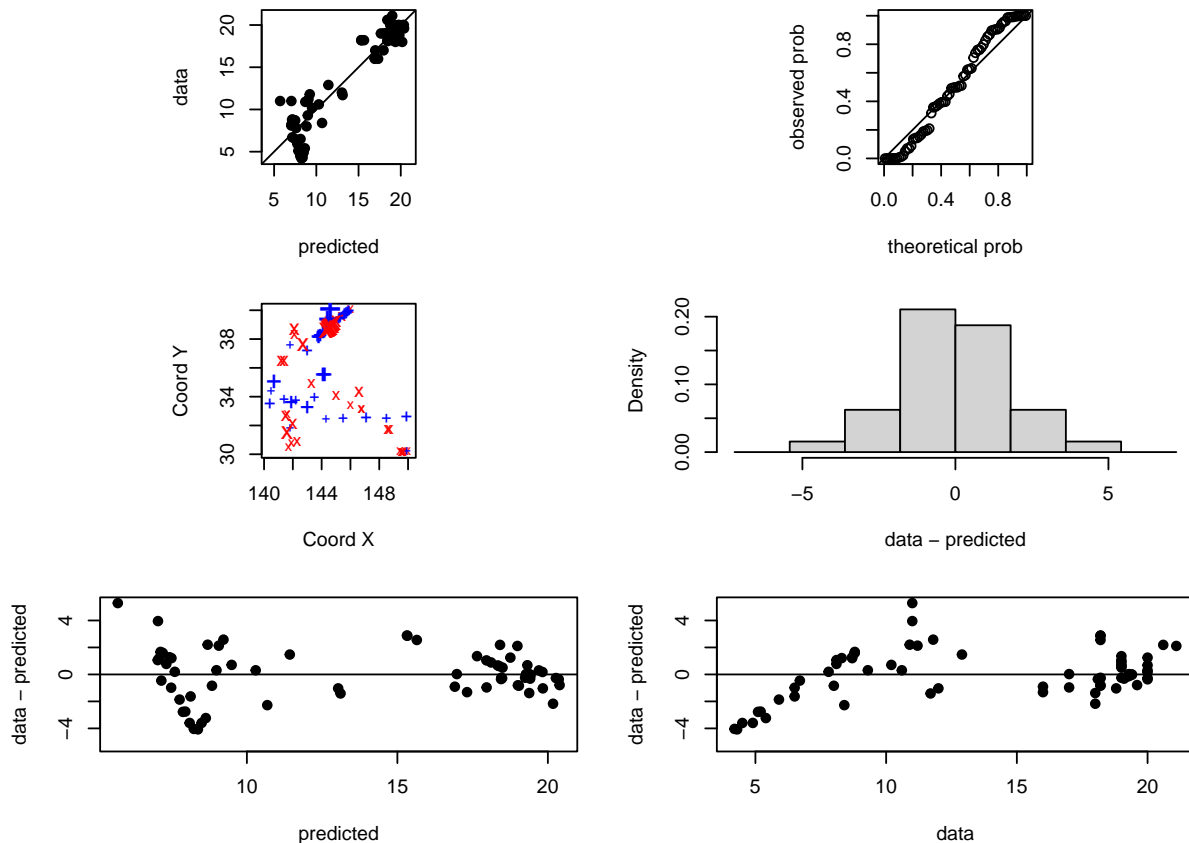 data
5 10 15 20
5 10 15 20
predicted
observed prob
0.0 0.4 0.8
0.0 0.4 0.8
theoretical prob
Coord Y
30 34 38
140 144 148
Coord X
Density
0.00 0.10 0.20
−5 0 5
data − predicted
data − predicted
−4 0 4
10 15 20
predicted
data − predicted
−4 0 4
5 10 15 20
data